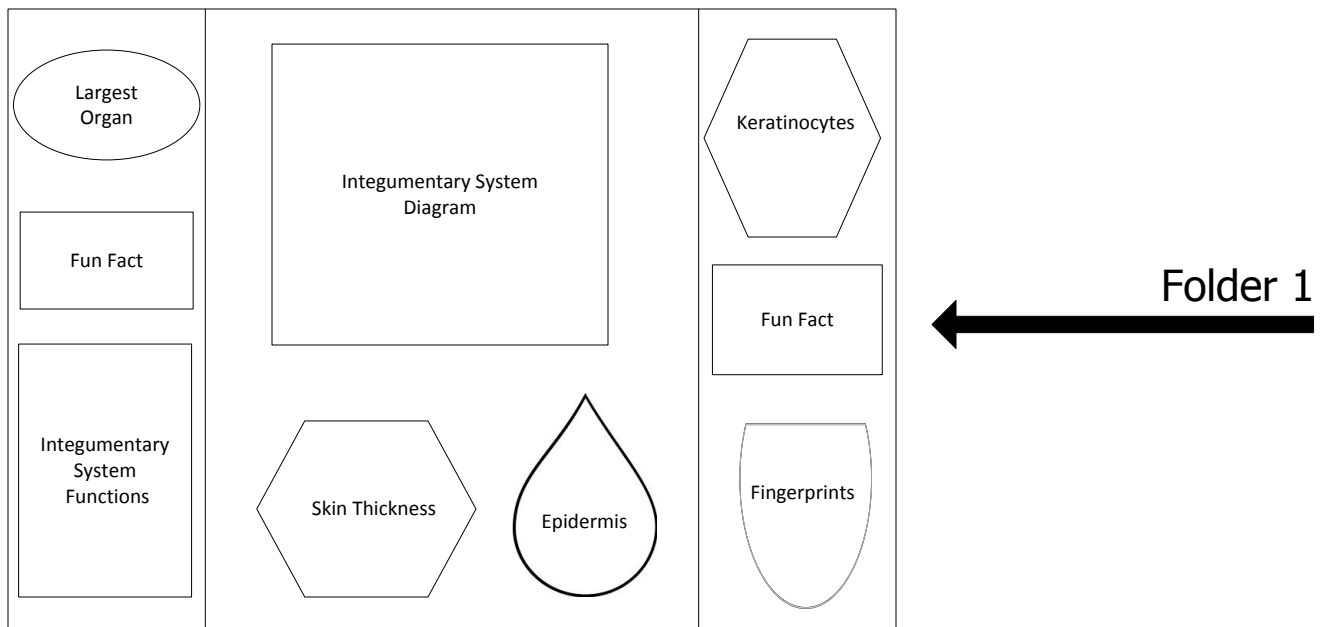 Largest
Organ
Fun Fact
Integumentary
System
Functions
Integumentary System
Diagram
Skin Thickness
Epidermis
Keratinocytes
Fun Fact
Fingerprints
Folder 1